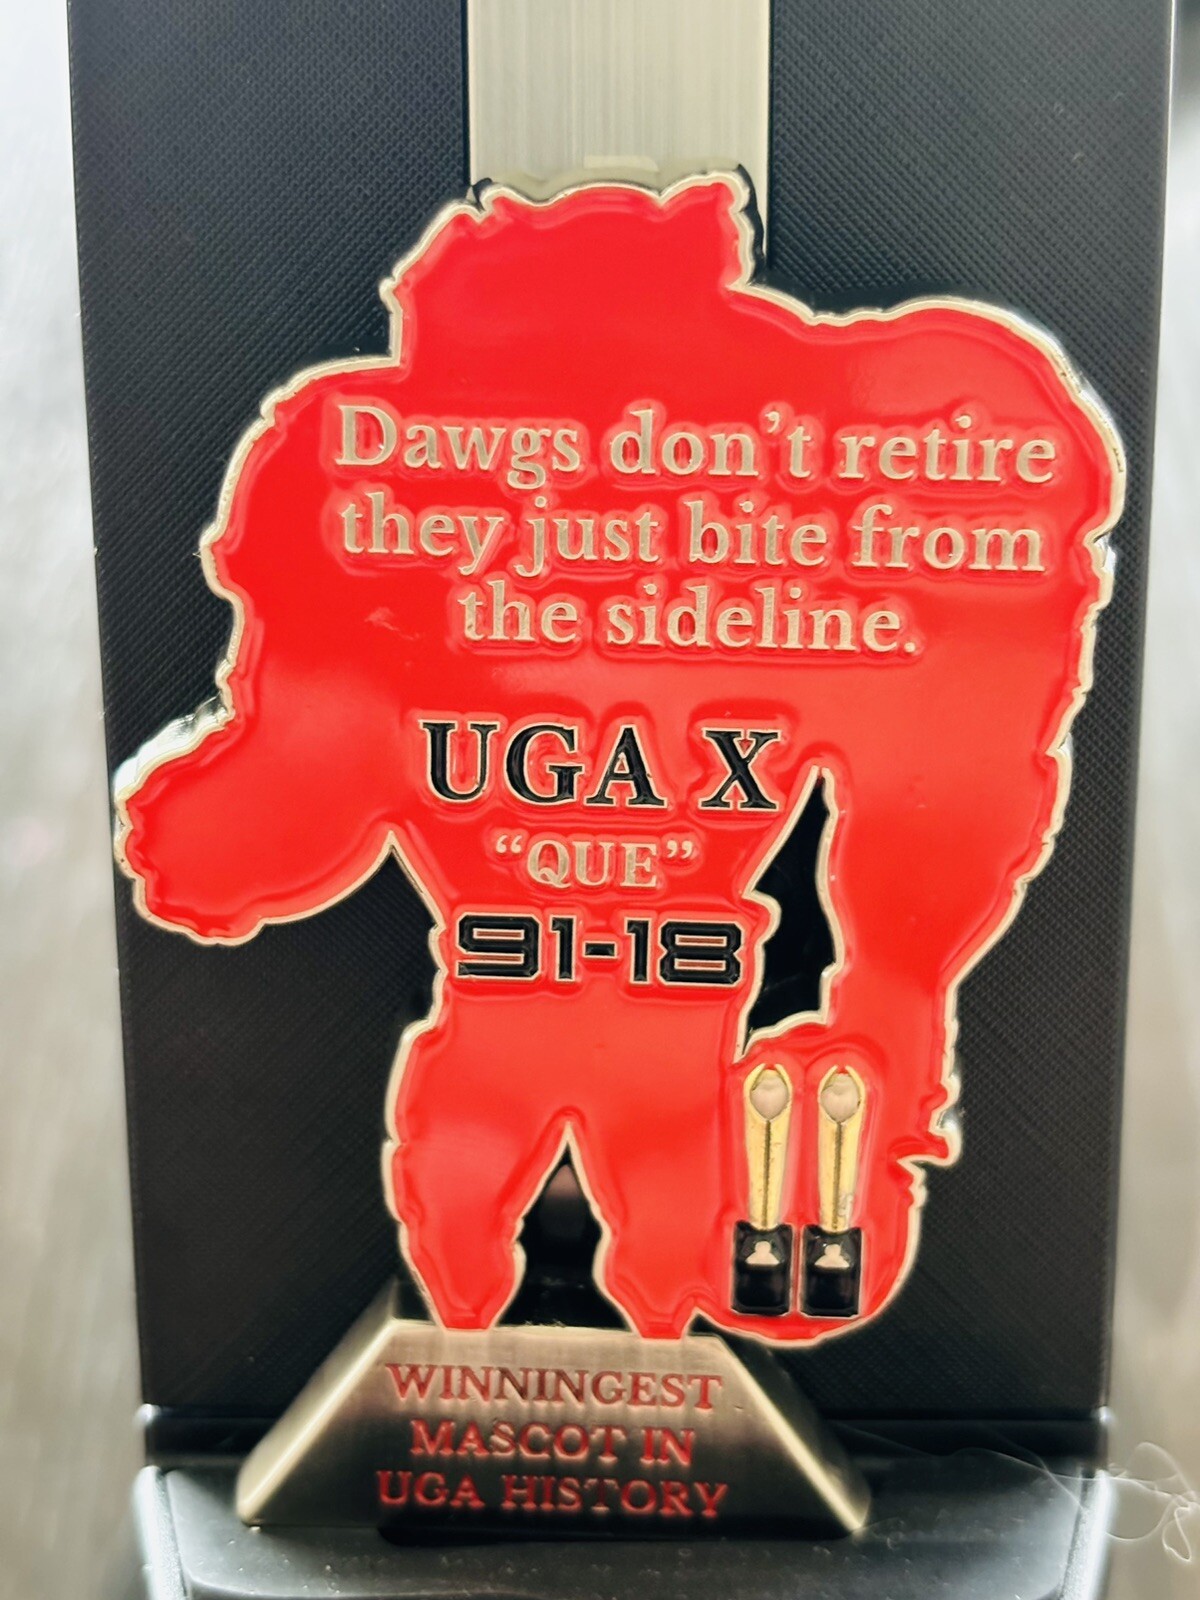 Dawgs don't retire
they just bite from
the sideline.
UGA X
“QUE”
91-18
WINNINGEST
MASCOT IN
UGA HISTORY